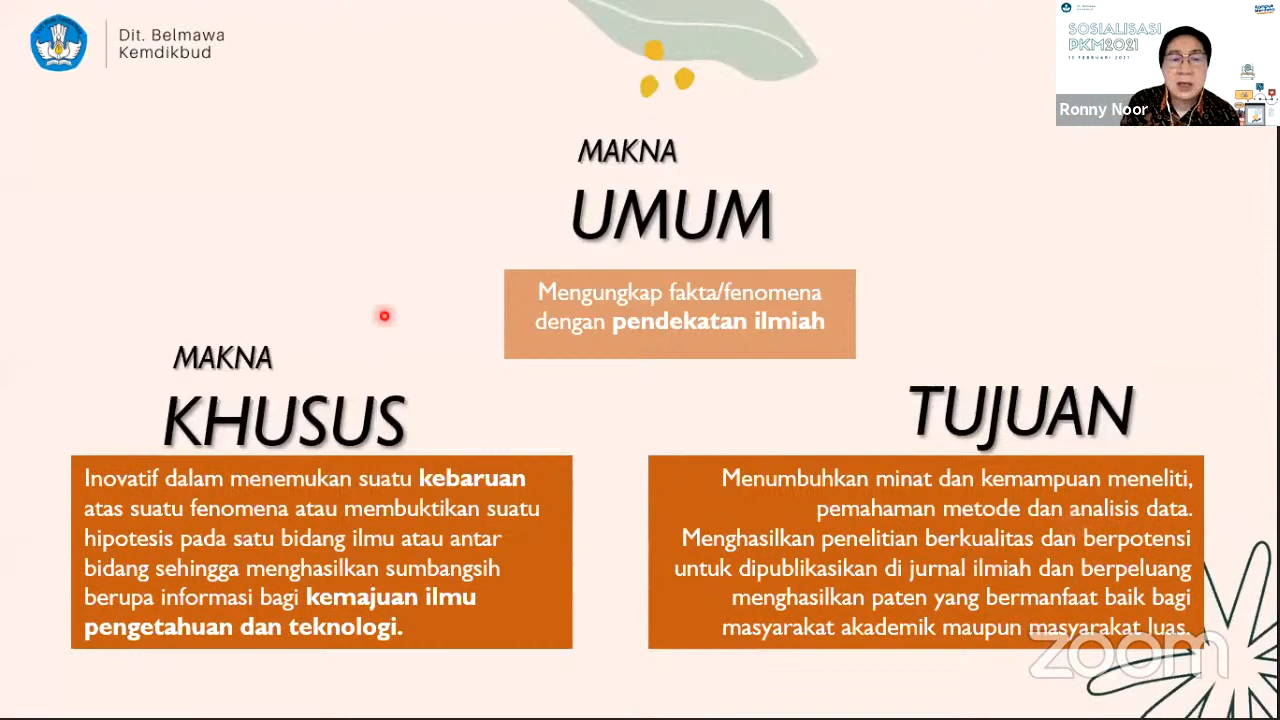 Dit. Belmawa
Kemdikbud
SOSIALISASI
PKM2021
Ronny Noor
MAKNA
UMUM
Mengungkap fakta/fenomena
dengan pendekatan ilmiah
MAKNA
KHUSUS
Inovatif dalam menemukan suatu kebaruan
atas suatu fenomena atau membuktikan suatu
hipotesis pada satu bidang ilmu atau antar
bidang sehingga menghasilkan sumbangsih
berupa informasi bagi kemajuan ilmu
pengetahuan dan teknologi.
TUJUAN
Menumbuhkan minat dan kemampuan meneliti,
pemahaman metode dan analisis data.
Menghasilkan penelitian berkualitas dan berpotensi
untuk dipublikasikan di jurnal ilmiah dan berpeluang
menghasilkan paten yang bermanfaat baik bagi
masyarakat akademik maupun masyarakat luas.
zoom